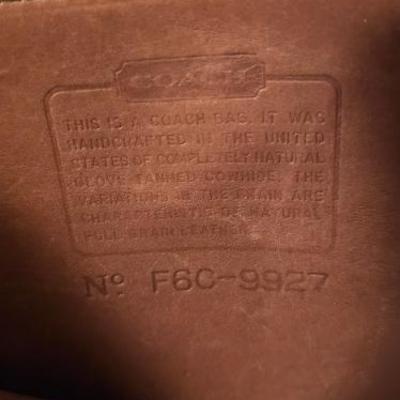 COACH
THIS IS A COACH BAG. IT WAS
HANDCRAFTED IN THE UNITED
STATES OF COMPLETELY NATURAL
GLOVE TANNED COWHIDE. THE
VARIATIONS IN THE GRAIN ARE
CHARACTERISTIC OF NATURAL
FULL GRAIN LEATHER.
Nº F6C-9927